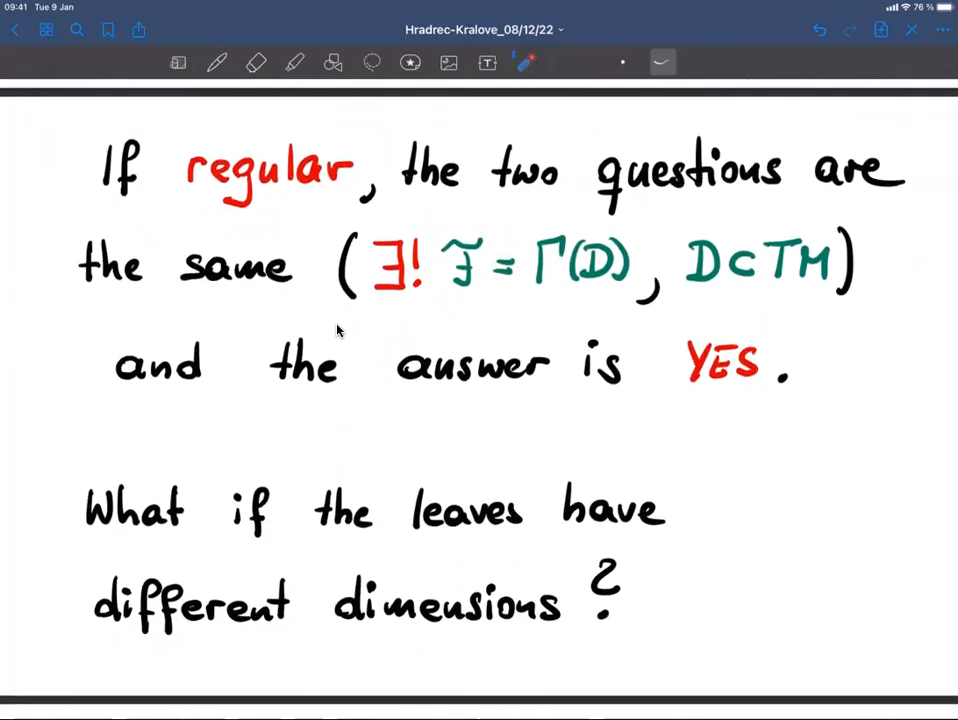 09:41 Tue 9 Jan
76 %
Hradrec-Kralove_08/12/22
If regular, the two questions are
the same (∃! ℱ̃ = Γ(D), D⊂TM)
and the answer is YES.
What if the leaves have
different dimensions ?